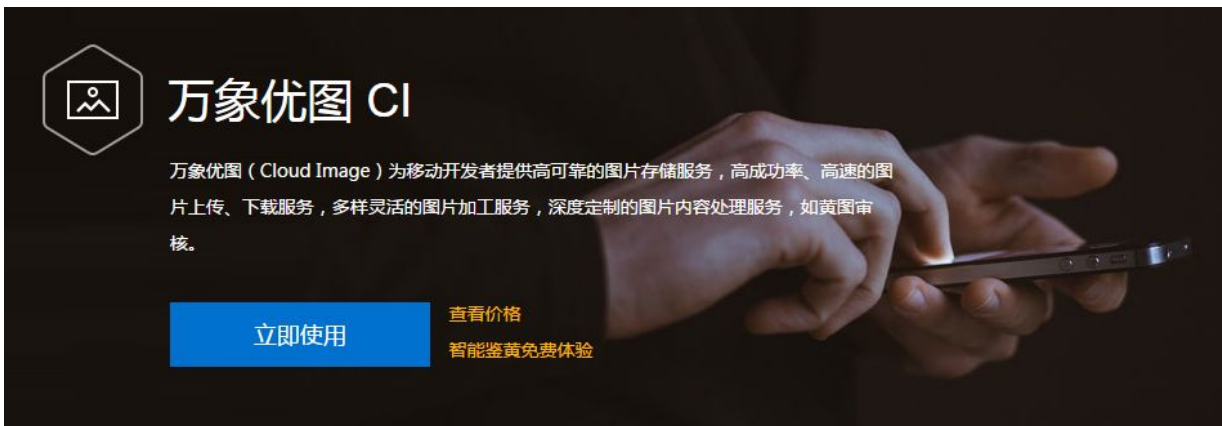 万象优图 CI
万象优图（Cloud Image）为移动开发者提供高可靠的图片存储服务，高成功率、高速的图
片上传、下载服务，多样灵活的图片加工服务，深度定制的图片内容处理服务，如黄图审
核。
立即使用
查看价格
智能鉴黄免费体验